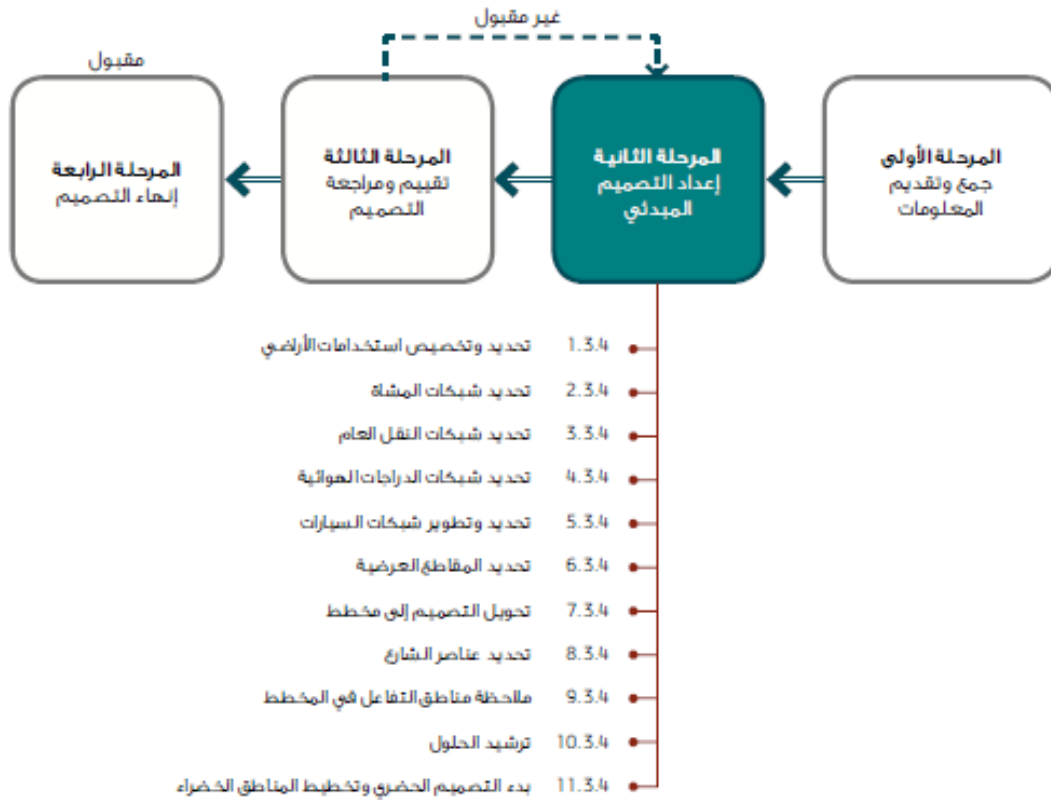 غير مقبول
مقبول
المرحلة الأولى
جمع وتقديم
المعلومات
المرحلة الثانية
إعداد التصميم
المبدئي
المرحلة الثالثة
تقييم ومراجعة
التصميم
المرحلة الرابعة
إنهاء التصميم
1.3.4 تحديد وتخصيص استخدامات الأراضي
2.3.4 تحديد شبكات المشاة
3.3.4 تحديد شبكات النقل العام
4.3.4 تحديد شبكات الدراجات الهوائية
5.3.4 تحديد وتطوير شبكات السيارات
6.3.4 تحديد المقاطع العرضية
7.3.4 تحويل التصميم إلى مخطط
8.3.4 تحديد عناصر الشارع
9.3.4 ملاحظة مناطق التفاعل في المخطط
10.3.4 ترشيد الحلول
11.3.4 بدء التصميم الحضري وتخطيط المناطق الخضراء